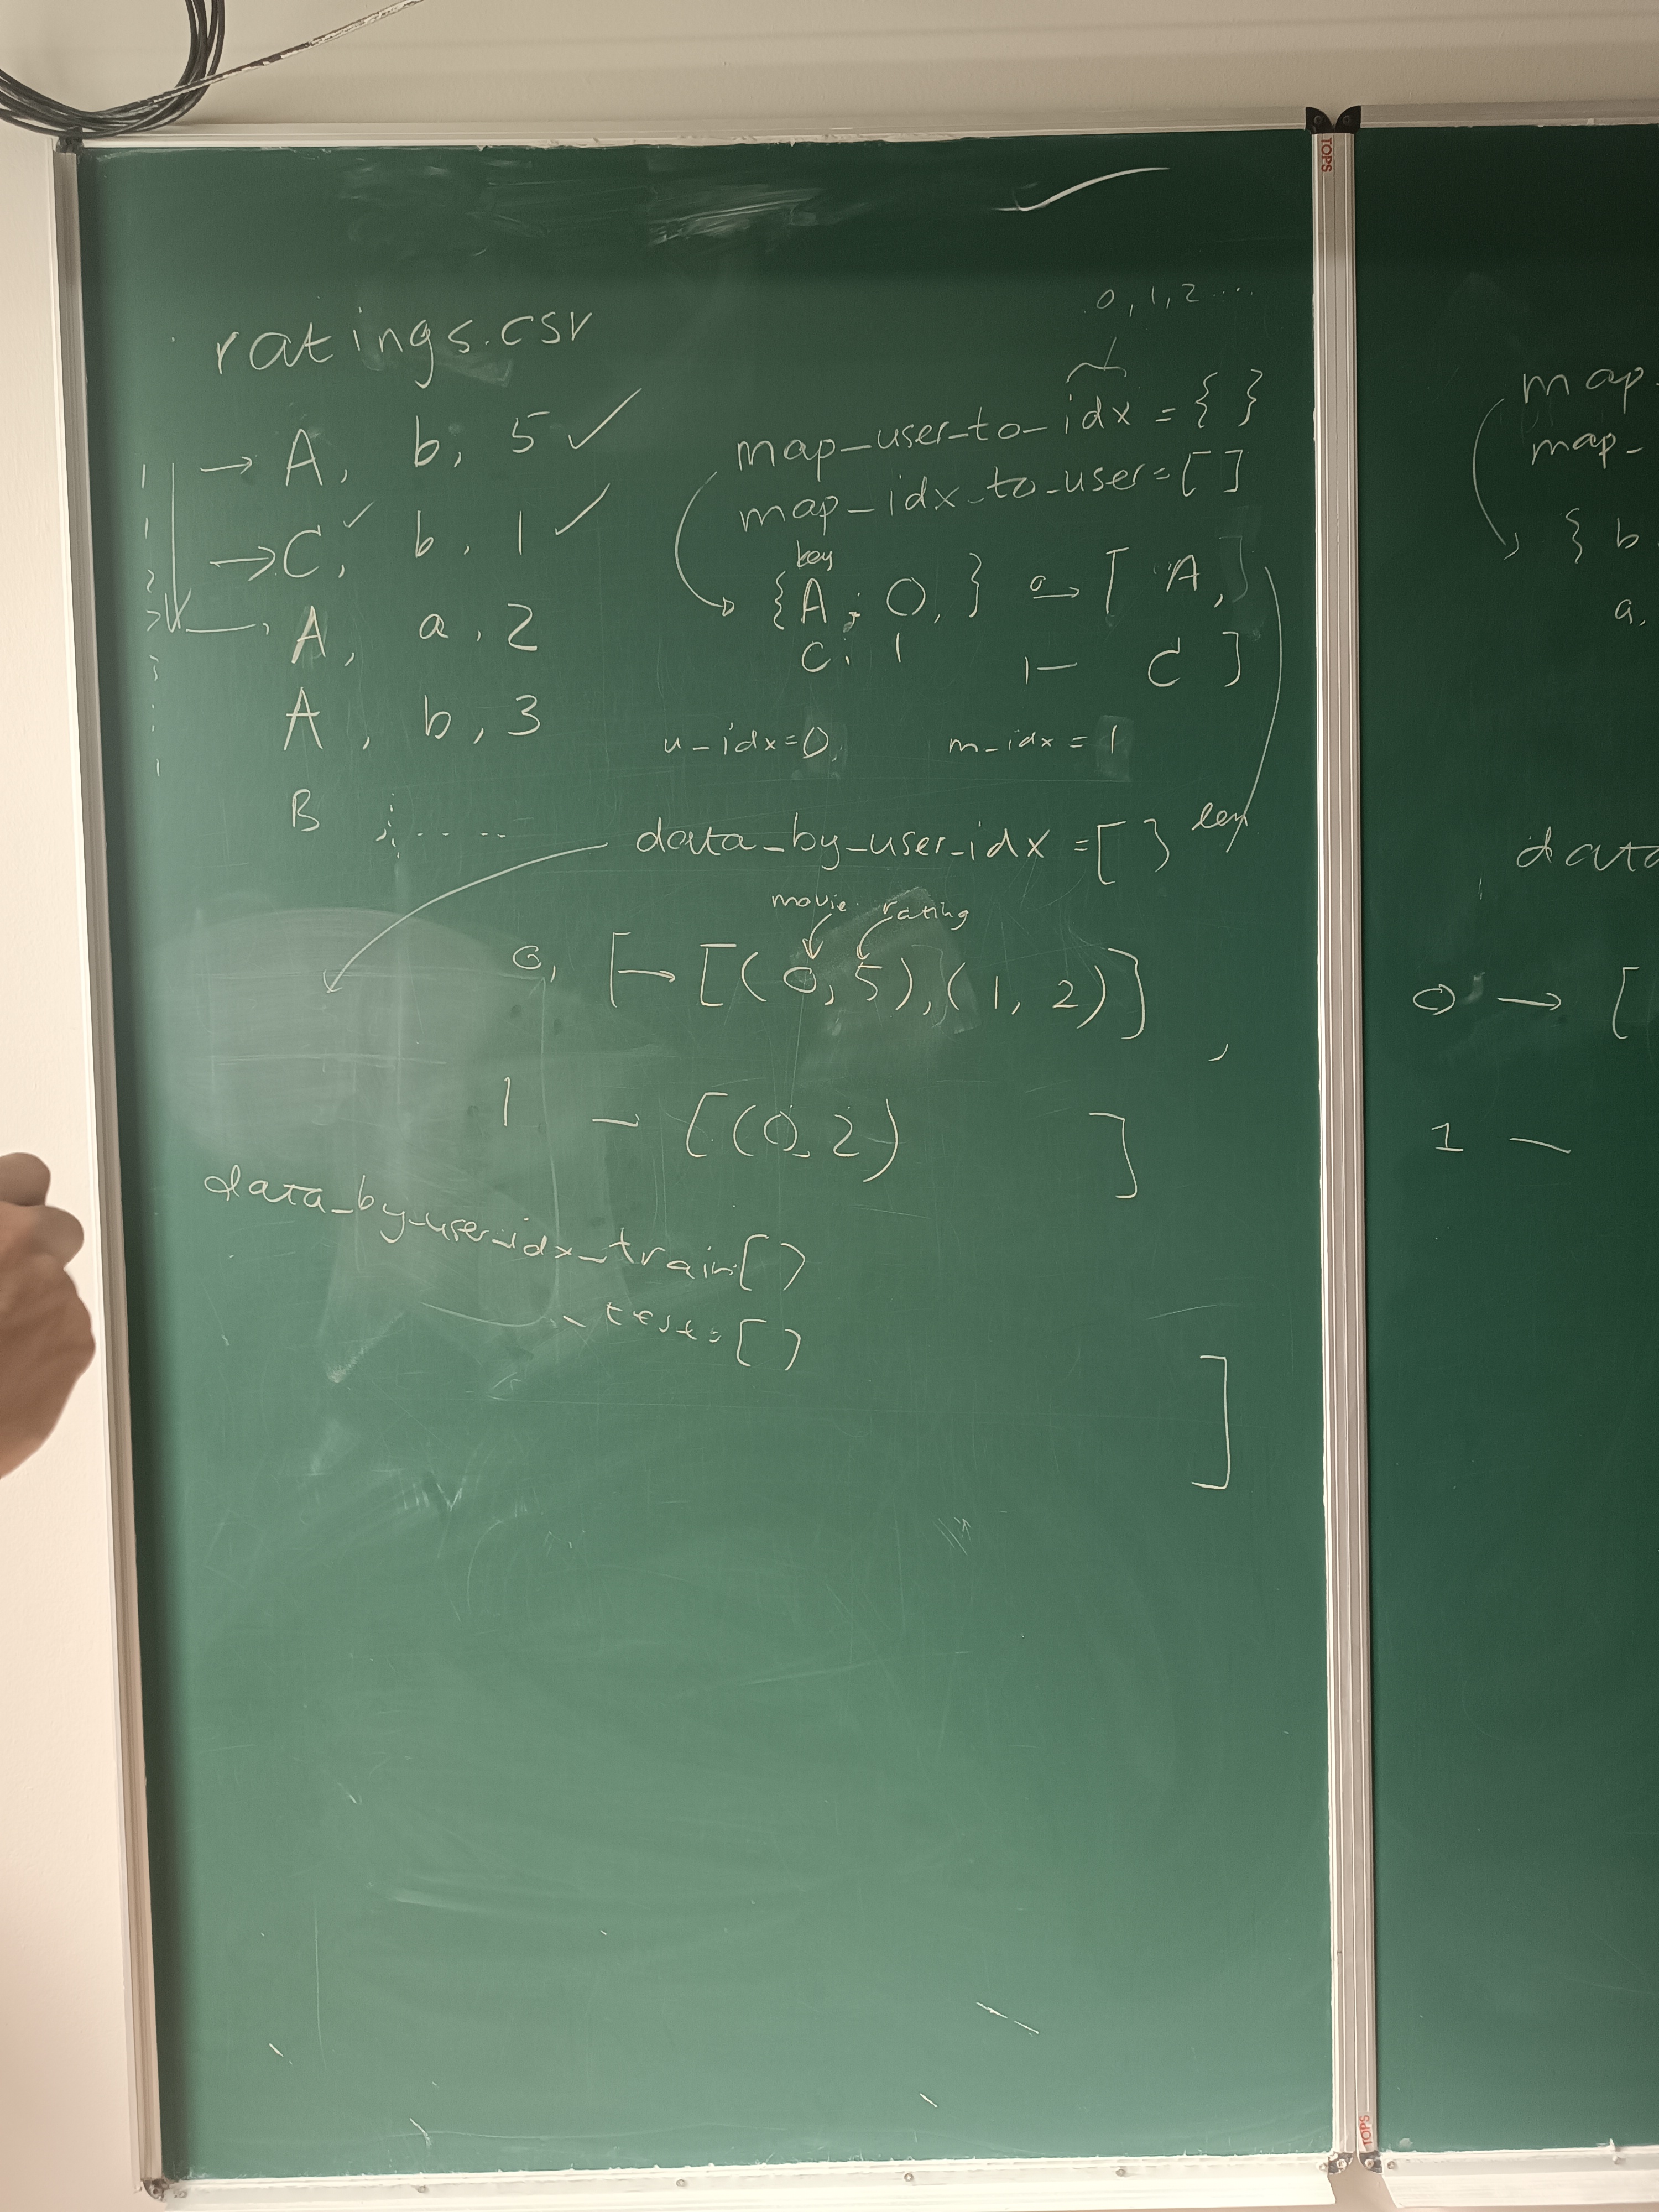 TOPS
0, 1, 2 ....
ratings.csv
A, b, 5 ✓
C, ✓ b, 1 ✓
A, a, 2
A, b, 3
B
map_user_to_idx = { }
map_idx_to_user = [ ]
key
{A: 0, } 0 → [ A,
C: 1 1 — C ]
u_idx=0, m_idx = 1
data_by_user_idx = [ ] len
movie rating
0, [→ [(0, 5), (1, 2)]
,
1 – [(0, 2) ]
data_by_user_idx_train [ ]
_test = [ ]
]
map_
map_
{ b
a,
data
0 → [
1 –
TOPS